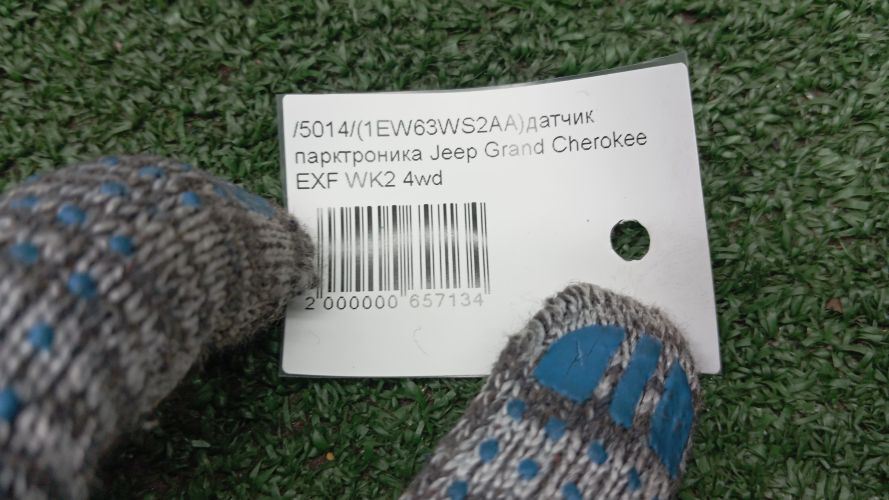 /5014/(1EW63WS2AA)датчик
парктроника Jeep Grand Cherokee
EXF WK2 4wd
2 000000 657134